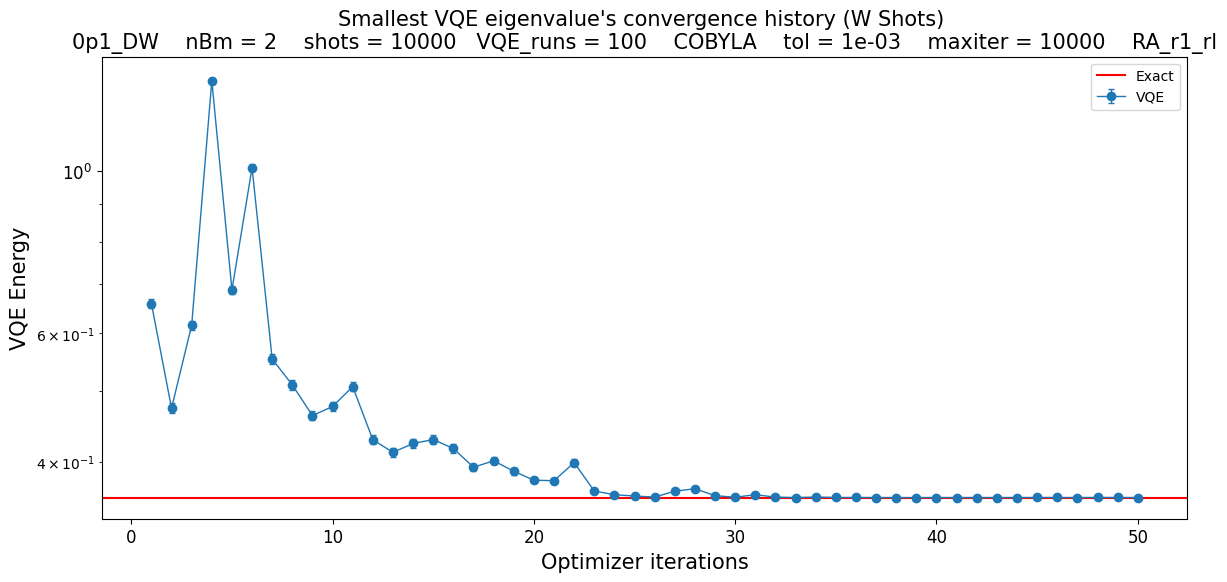 Smallest VQE eigenvalue's convergence history (W Shots)
0p1_DW    nBm = 2    shots = 10000   VQE_runs = 100    COBYLA    tol = 1e-03    maxiter = 10000    RA_r1_rl
Exact
VQE
VQE Energy
10⁰
6 × 10⁻¹
4 × 10⁻¹
0 10 20 30 40 50
Optimizer iterations